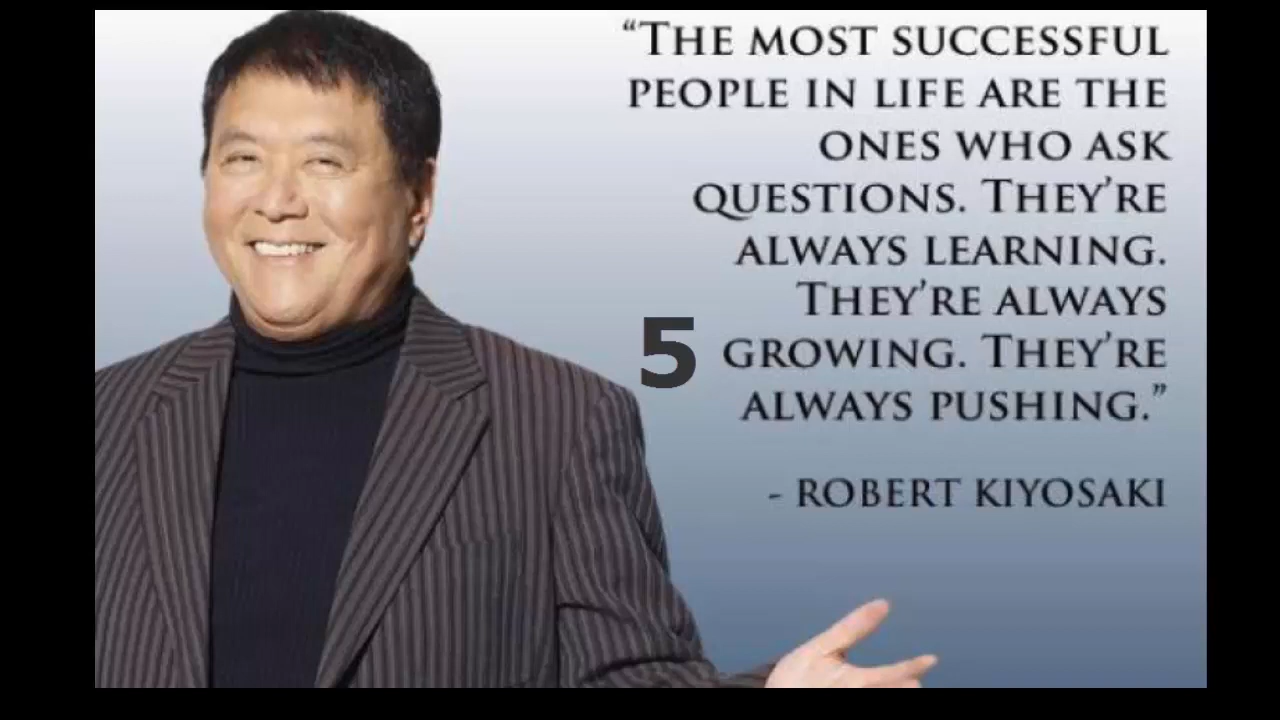 “THE MOST SUCCESSFUL
PEOPLE IN LIFE ARE THE
ONES WHO ASK
QUESTIONS. THEY’RE
ALWAYS LEARNING.
THEY’RE ALWAYS
5 GROWING. THEY’RE
ALWAYS PUSHING.”
- ROBERT KIYOSAKI